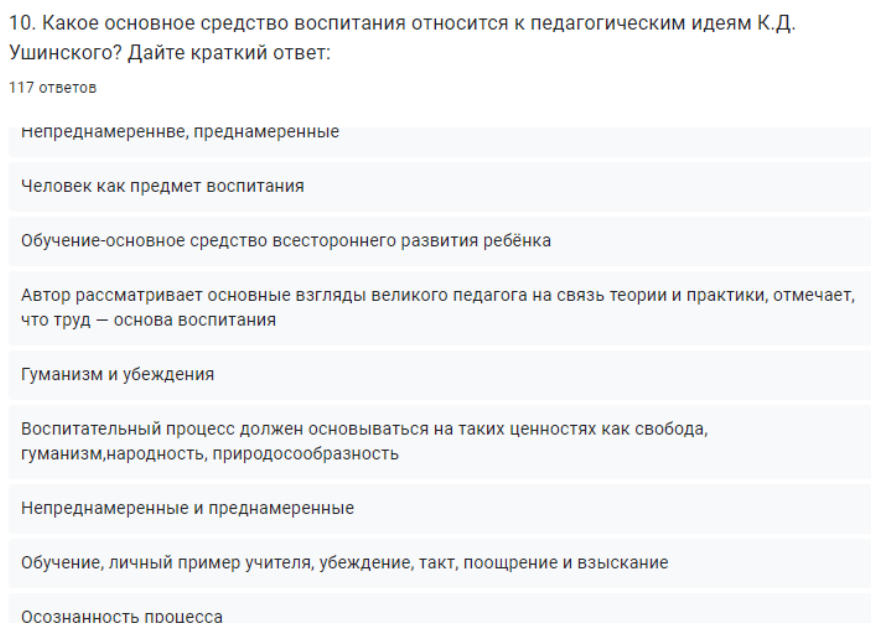 10. Какое основное средство воспитания относится к педагогическим идеям К.Д.
Ушинского? Дайте краткий ответ:
117 ответов
Непреднамереннве, преднамеренные
Человек как предмет воспитания
Обучение-основное средство всестороннего развития ребёнка
Автор рассматривает основные взгляды великого педагога на связь теории и практики, отмечает,
что труд — основа воспитания
Гуманизм и убеждения
Воспитательный процесс должен основываться на таких ценностях как свобода,
гуманизм,народность, природосообразность
Непреднамеренные и преднамеренные
Обучение, личный пример учителя, убеждение, такт, поощрение и взыскание
Осознанность процесса